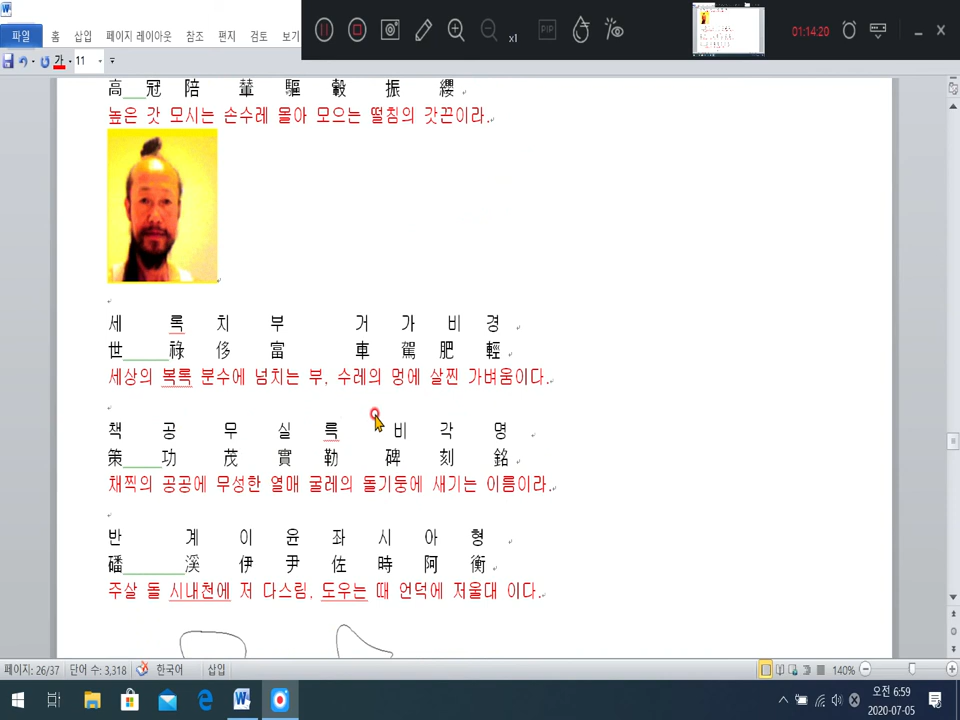 파일 홈 삽입 페이지 레이아웃 참조 편지 검토 보기
x1 PIP 01:14:20
가 11
高 冠 陪 輦 驅 轂 振 纓
높은 갓 모시는 손수레 몰아 모으는 떨침의 갓끈이라.
세 록 치 부 거 가 비 경
世 祿 侈 富 車 駕 肥 輕
세상의 복록 분수에 넘치는 부, 수레의 멍에 살찐 가벼움이다.
책 공 무 실 륵 비 각 명
策 功 茂 實 勒 碑 刻 銘
채찍의 공공에 무성한 열매 굴레의 돌기둥에 새기는 이름이라.
반 계 이 윤 좌 시 아 형
磻 溪 伊 尹 佐 時 阿 衡
주살 돌 시내천에 저 다스림, 도우는 때 언덕에 저울대 이다.
페이지: 26/37 단어 수: 3,318 한국어 삽입 140%
오전 6:59
2020-07-05